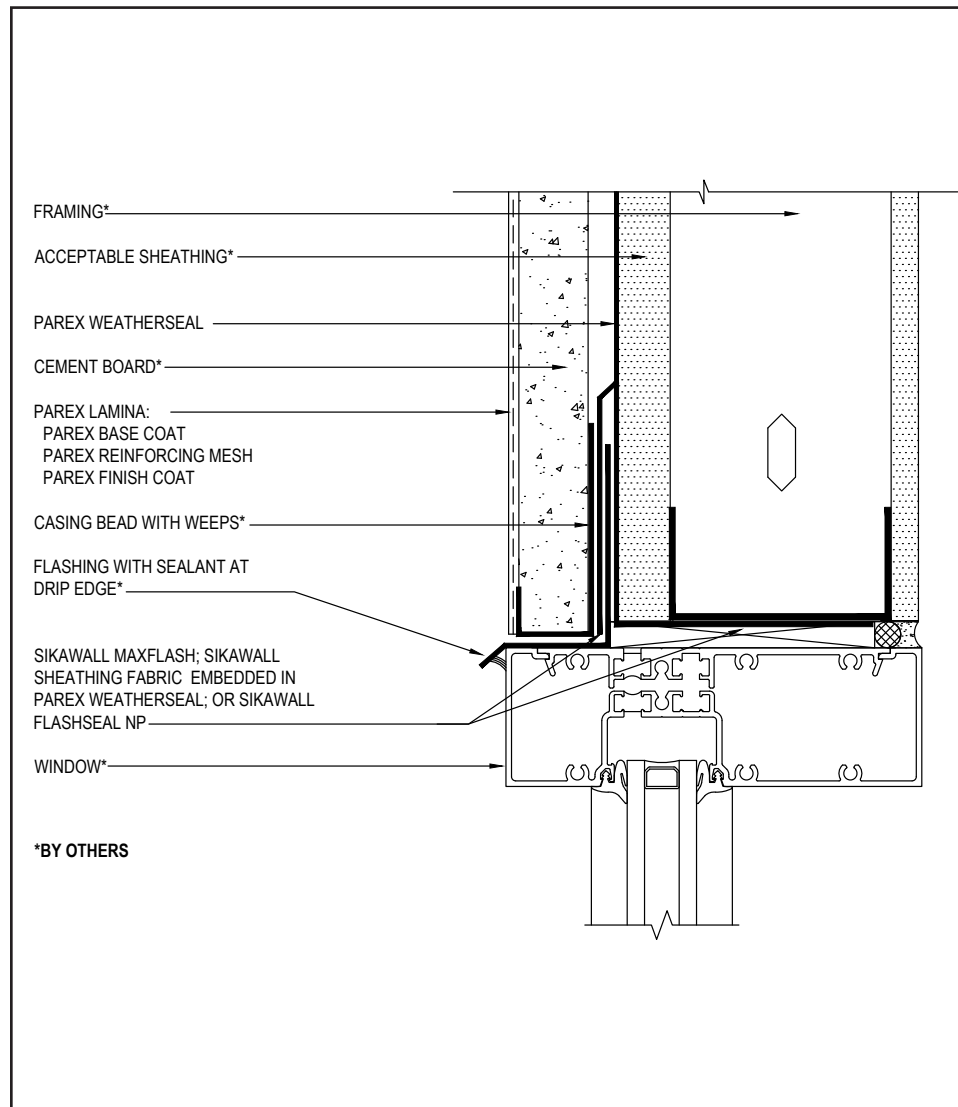 FRAMING*
ACCEPTABLE SHEATHING*
PAREX WEATHERSEAL
CEMENT BOARD*
PAREX LAMINA:
PAREX BASE COAT
PAREX REINFORCING MESH
PAREX FINISH COAT
CASING BEAD WITH WEEPS*
FLASHING WITH SEALANT AT
DRIP EDGE*
SIKAWALL MAXFLASH; SIKAWALL
SHEATHING FABRIC EMBEDDED IN
PAREX WEATHERSEAL; OR SIKAWALL
FLASHSEAL NP
WINDOW*
*BY OTHERS